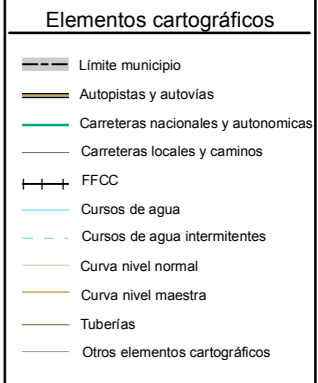 Elementos cartográficos
Límite municipio
Autopistas y autovías
Carreteras nacionales y autonomicas
Carreteras locales y caminos
FFCC
Cursos de agua
Cursos de agua intermitentes
Curva nivel normal
Curva nivel maestra
Tuberías
Otros elementos cartográficos